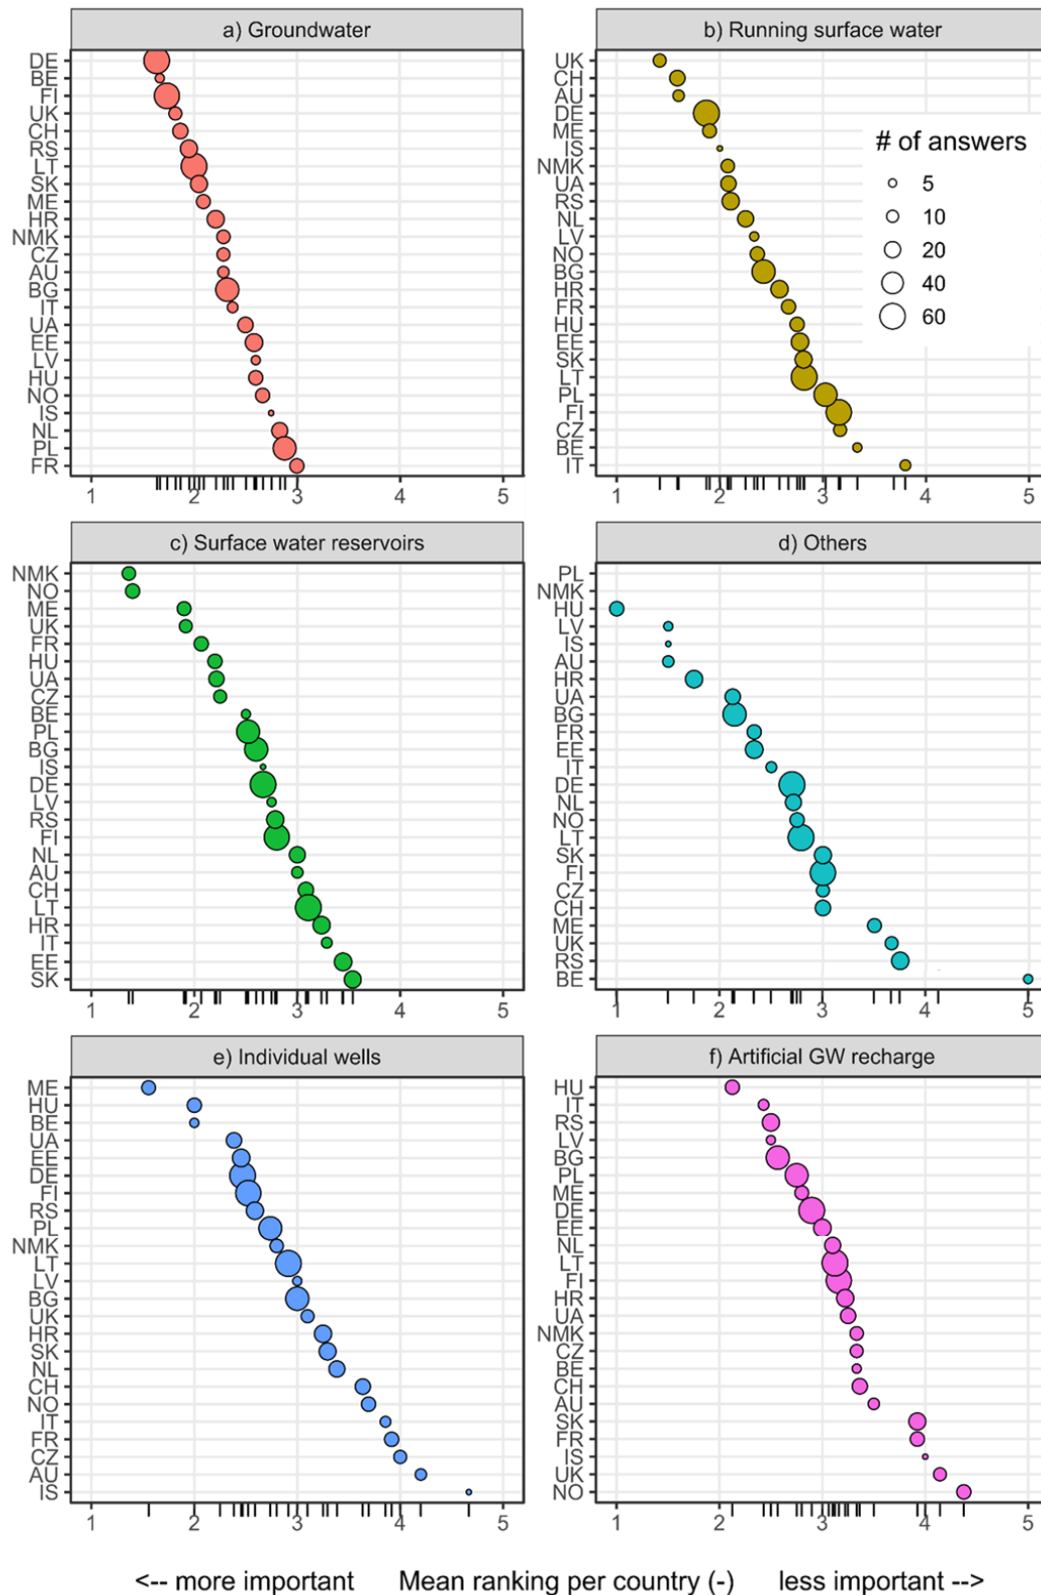 a) Groundwater
DE
BE
FI
UK
CH
RS
LT
SK
ME
HR
NMK
CZ
AU
BG
IT
UA
EE
LV
HU
NO
IS
NL
PL
FR
1 2 3 4 5
b) Running surface water
UK
CH
AU
DE
ME
IS
NMK
UA
RS
NL
LV
NO
BG
HR
FR
HU
EE
SK
LT
PL
FI
CZ
BE
IT
# of answers
5
10
20
40
60
1 2 3 4 5
c) Surface water reservoirs
NMK
NO
ME
UK
FR
HU
UA
CZ
BE
PL
BG
IS
DE
LV
RS
FI
NL
AU
CH
LT
HR
IT
EE
SK
1 2 3 4 5
d) Others
PL
NMK
HU
LV
IS
AU
HR
UA
BG
FR
EE
IT
DE
NL
NO
LT
SK
FI
CZ
CH
ME
UK
RS
BE
1 2 3 4 5
e) Individual wells
ME
HU
BE
UA
EE
DE
FI
RS
PL
NMK
LT
LV
BG
UK
HR
SK
NL
CH
NO
IT
FR
CZ
AU
IS
1 2 3 4 5
f) Artificial GW recharge
HU
IT
RS
LV
BG
PL
ME
DE
EE
NL
LT
FI
HR
UA
NMK
CZ
BE
CH
AU
SK
FR
IS
UK
NO
1 2 3 4 5
<-- more important Mean ranking per country (-) less important -->